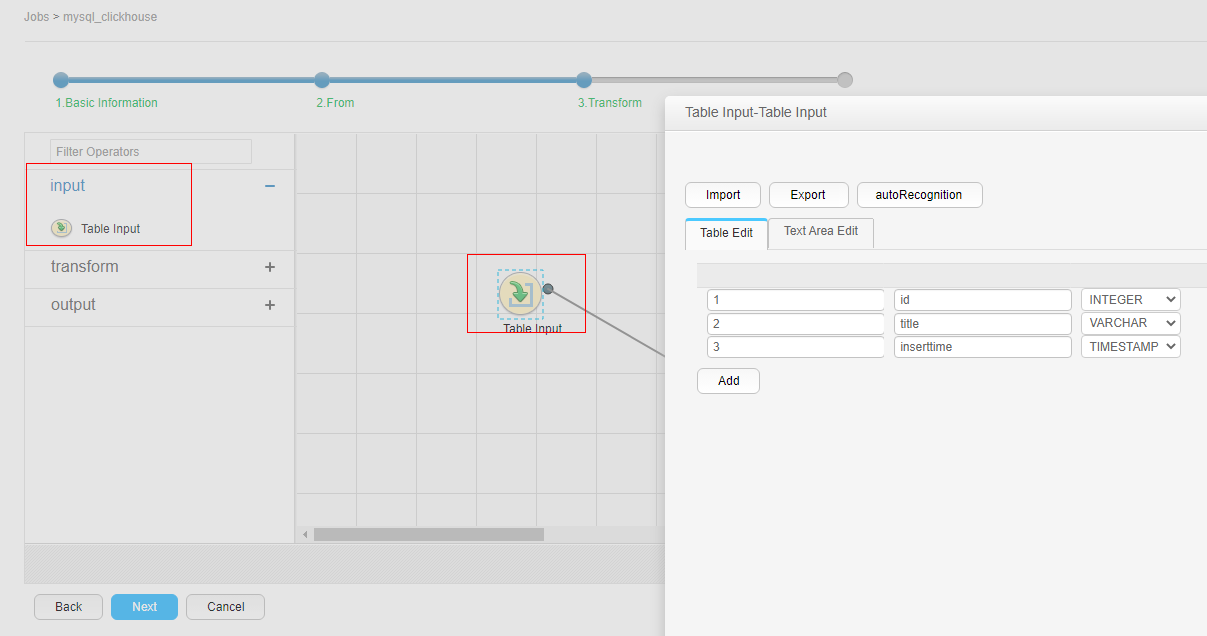 Jobs > mysql_clickhouse
1.Basic Information
2.From
3.Transform
Filter Operators
input
Table Input
transform
output
Table Input
Back
Next
Cancel
Table Input-Table Input
Import
Export
autoRecognition
Table Edit
Text Area Edit
1 id INTEGER
2 title VARCHAR
3 inserttime TIMESTAMP
Add